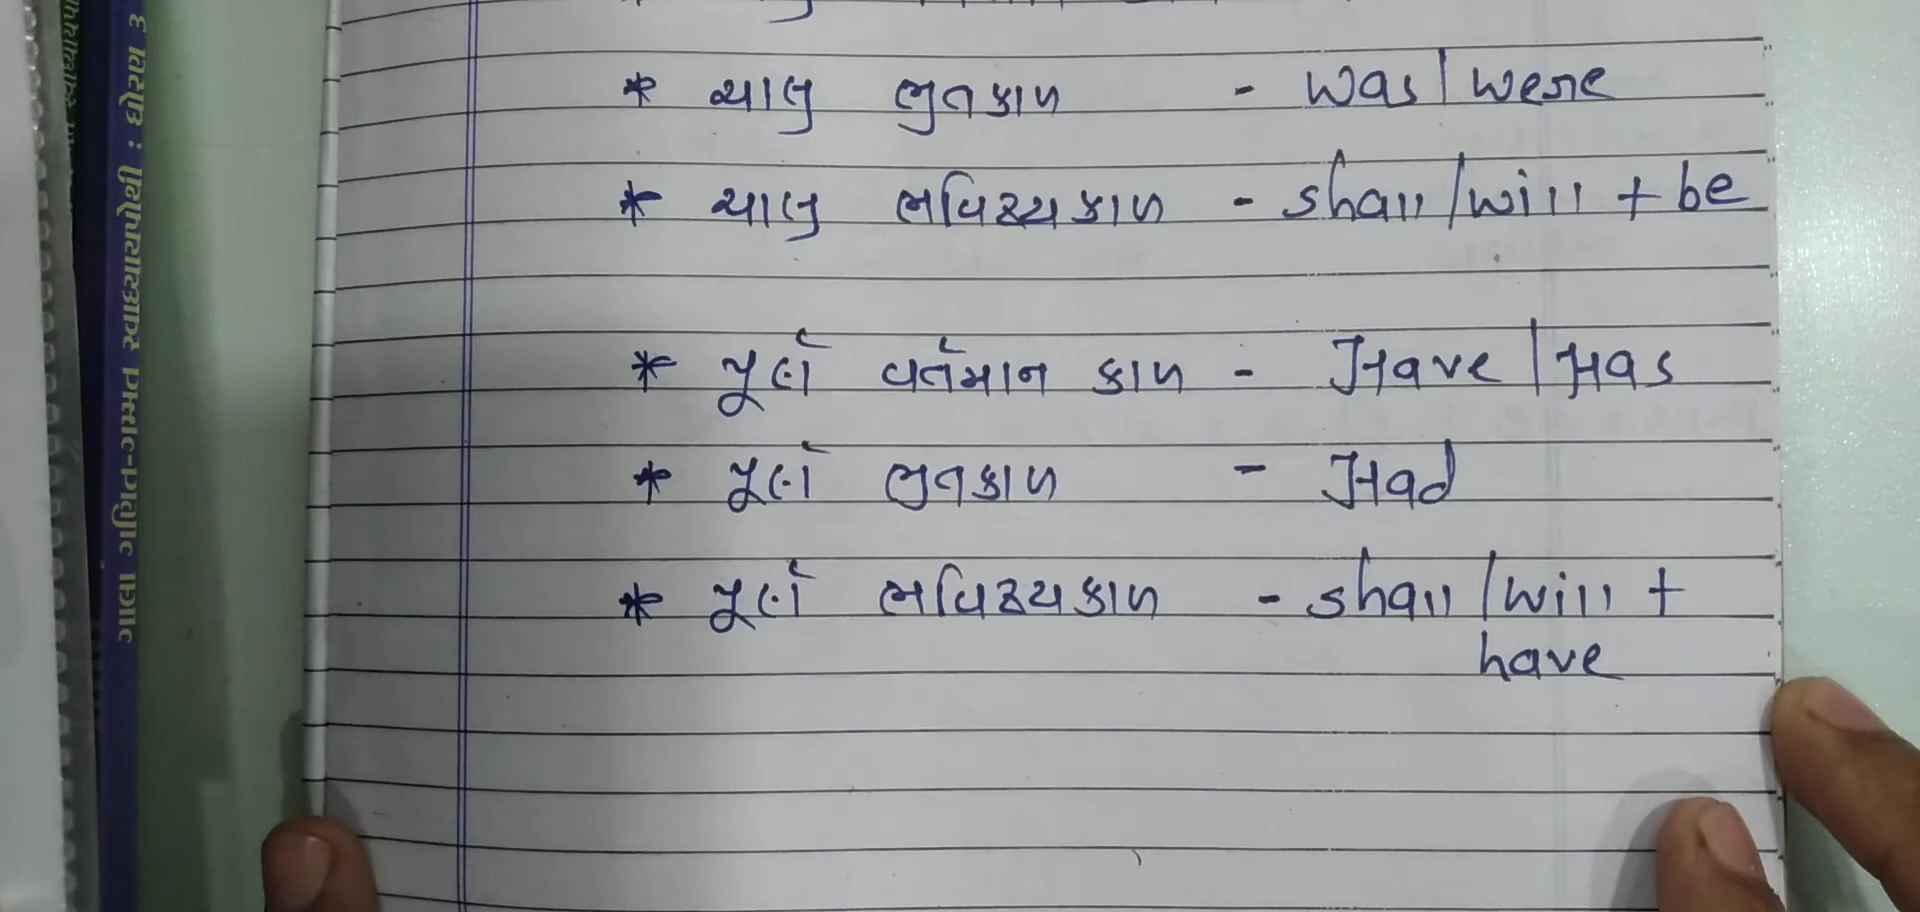 * ચાલુ ભુતકાળ - was | were
* ચાલુ ભવિષ્યકાળ - shall / will + be
* પૂર્ણ વર્તમાન કાળ - Have | Has
* પૂર્ણ ભુતકાળ - Had
* પૂર્ણ ભવિષ્યકાળ - shall / will +
have